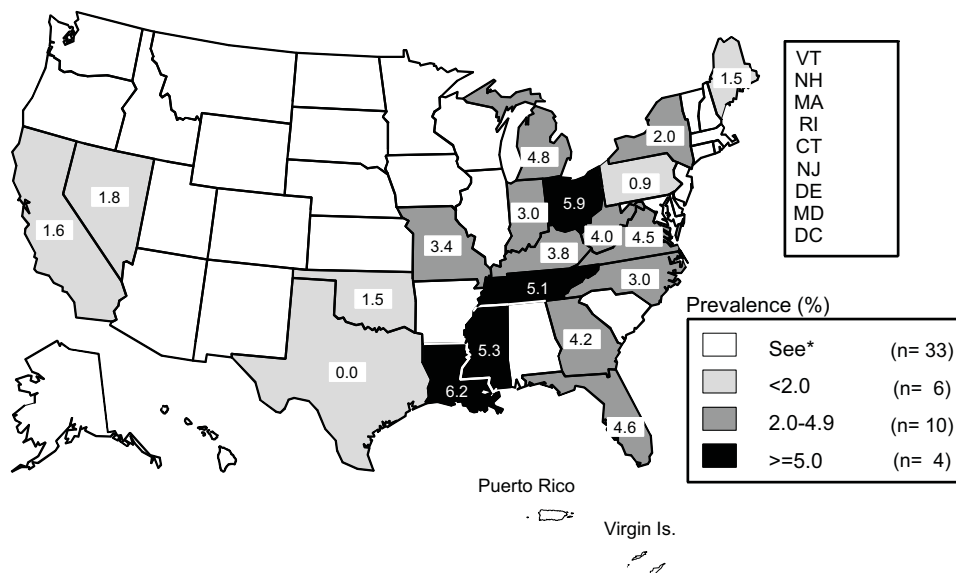 VT
NH
MA
RI
CT
NJ
DE
MD
DC
1.5
2.0
4.8
0.9
1.8
5.9
3.0
1.6
4.0
4.5
3.4
3.8
3.0
5.1
1.5
4.2
5.3
0.0
6.2
4.6
Prevalence (%)
See* (n= 33)
<2.0 (n= 6)
2.0-4.9 (n= 10)
>=5.0 (n= 4)
Puerto Rico
Virgin Is.